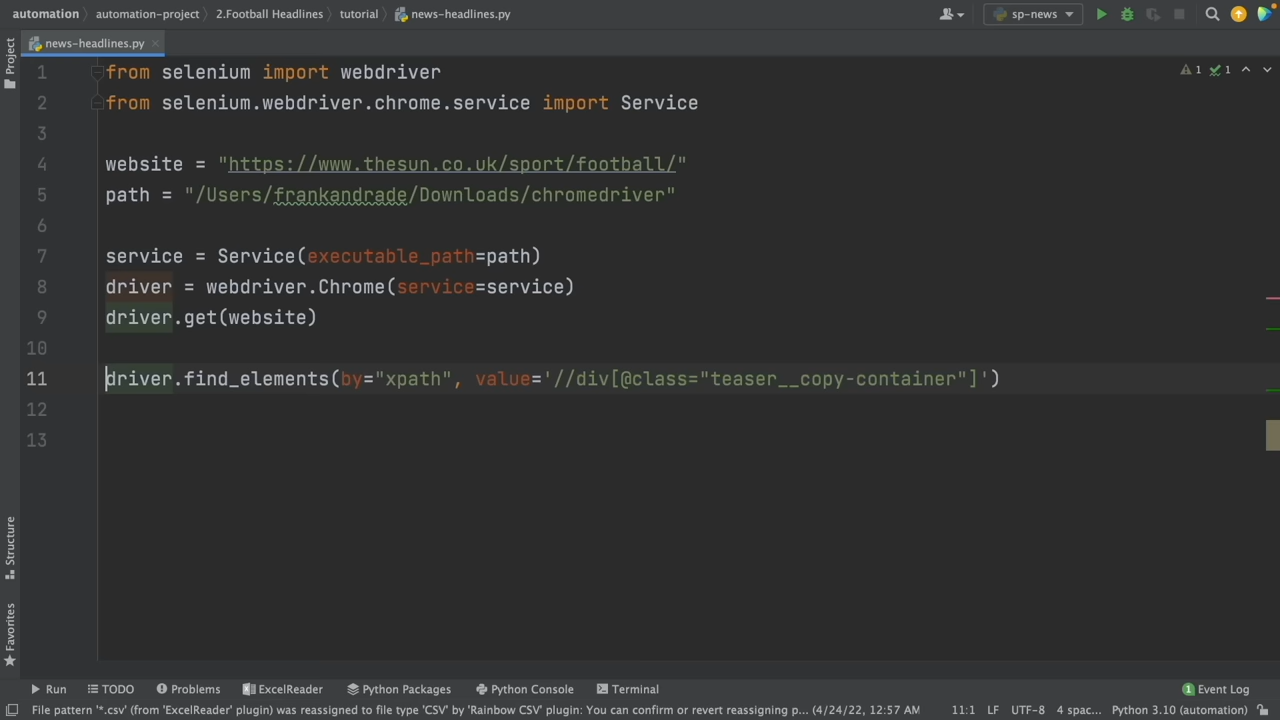 automation automation-project 2.Football Headlines tutorial news-headlines.py sp-news
Project news-headlines.py
1 from selenium import webdriver 1 1
2 from selenium.webdriver.chrome.service import Service
3
4 website = "https://www.thesun.co.uk/sport/football/"
5 path = "/Users/frankandrade/Downloads/chromedriver"
6
7 service = Service(executable_path=path)
8 driver = webdriver.Chrome(service=service)
9 driver.get(website)
10
11 driver.find_elements(by="xpath", value='//div[@class="teaser__copy-container"]')
12
13
Structure
Favorites
Run TODO Problems ExcelReader Python Packages Python Console Terminal 1 Event Log
File pattern '*.csv' (from 'ExcelReader' plugin) was reassigned to file type 'CSV' by 'Rainbow CSV' plugin: You can confirm or revert reassigning p... (4/24/22, 12:57 AM 11:1 LF UTF-8 4 spac... Python 3.10 (automation)